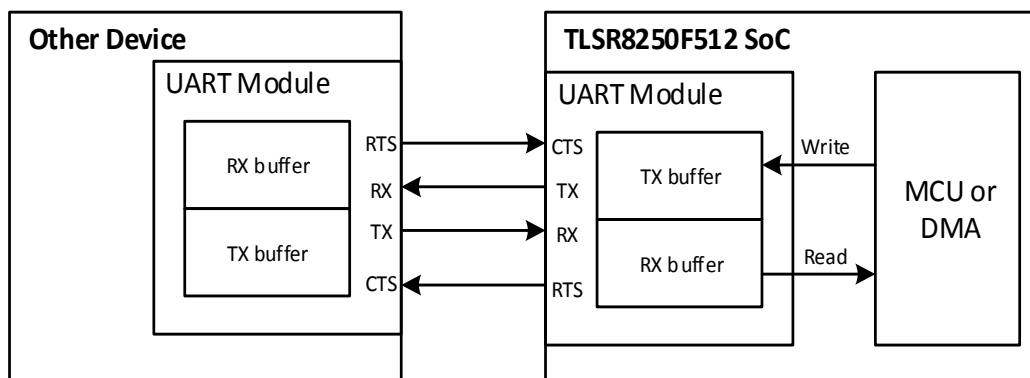 Other Device
UART Module
RX buffer
TX buffer
RTS
RX
TX
CTS
TLSR8250F512 SoC
UART Module
CTS
TX
RX
RTS
TX buffer
RX buffer
Write
Read
MCU or
DMA